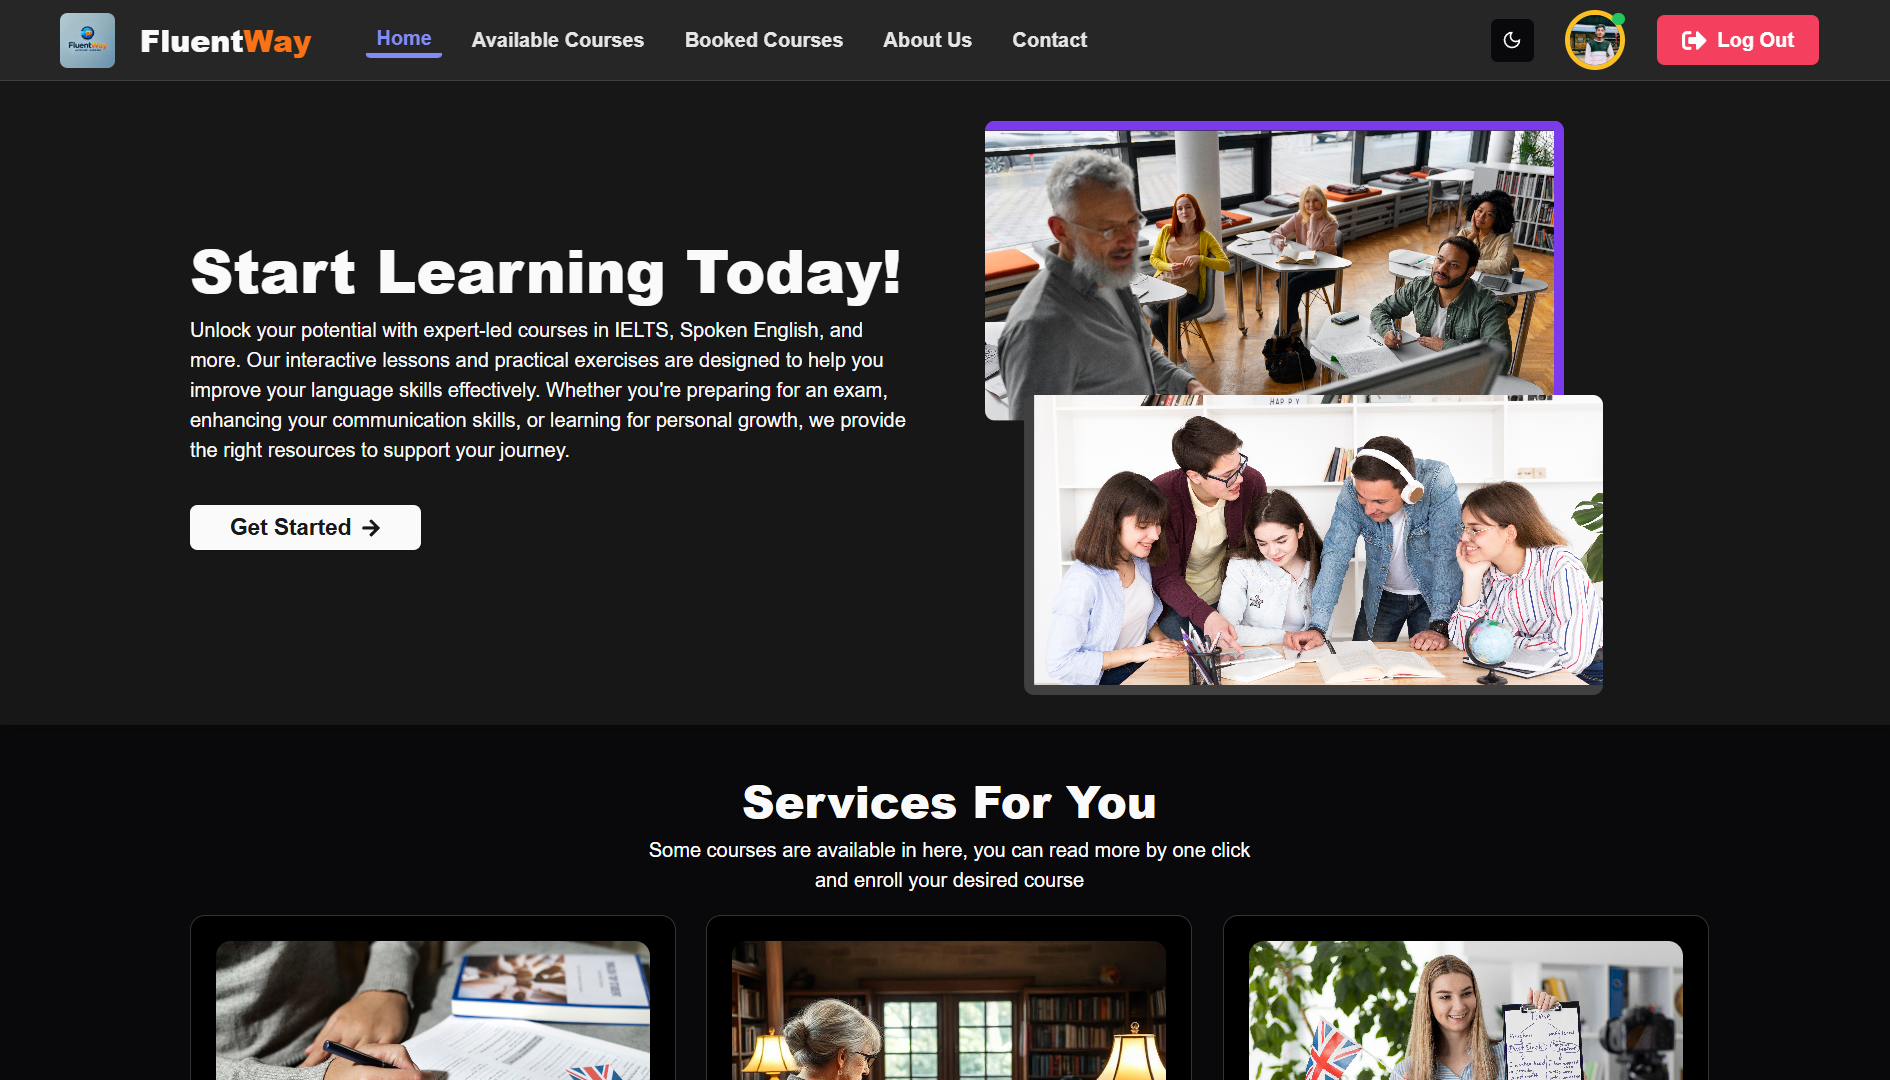 FluentWay
FluentWay
Home
Available Courses
Booked Courses
About Us
Contact
Log Out
Start Learning Today!
Unlock your potential with expert-led courses in IELTS, Spoken English, and
more. Our interactive lessons and practical exercises are designed to help you
improve your language skills effectively. Whether you're preparing for an exam,
enhancing your communication skills, or learning for personal growth, we provide
the right resources to support your journey.
Get Started
HAPPY
Services For You
Some courses are available in here, you can read more by one click
and enroll your desired course